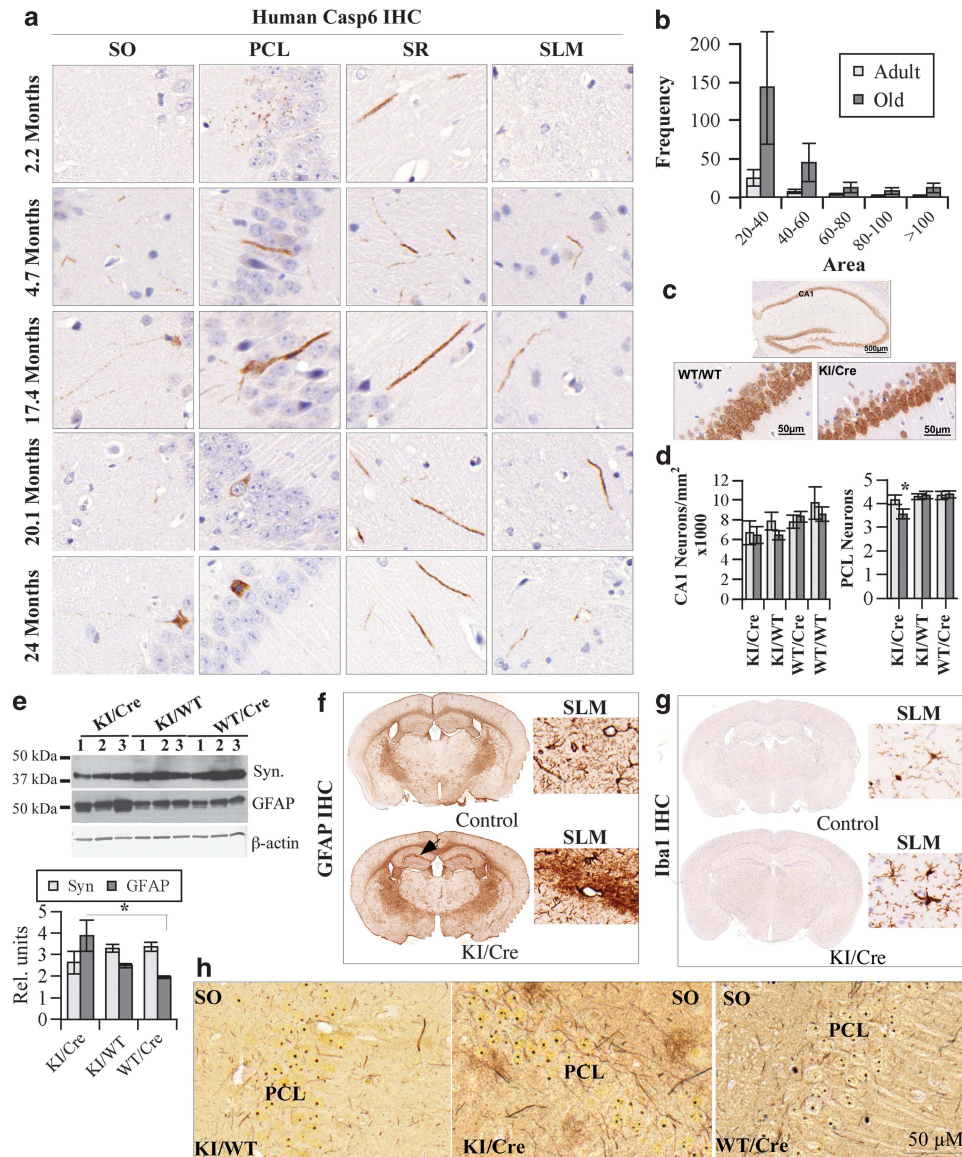 a
Human Casp6 IHC
SO PCL SR SLM
2.2 Months
4.7 Months
17.4 Months
20.1 Months
24 Months
b
Frequency
200
150
100
50
0
Adult
Old
20-40 40-60 60-80 80-100 >100
Area
c
CA1
500µm
WT/WT
50µm
KI/Cre
50µm
d
CA1 Neurons/mm²
x1000
12
10
8
6
4
2
0
KI/Cre KI/WT WT/Cre WT/WT
PCL Neurons
5
4
3
2
1
0
*
KI/Cre KI/WT WT/Cre
e
KI/Cre KI/WT WT/Cre
1 2 3 1 2 3 1 2 3
50 kDa
37 kDa
Syn.
50 kDa
GFAP
β-actin
Syn GFAP
Rel. units
5
4
3
2
1
0
*
KI/Cre KI/WT WT/Cre
f
GFAP IHC
SLM
Control
SLM
KI/Cre
g
Iba1 IHC
SLM
Control
SLM
KI/Cre
h
SO
PCL
KI/WT
SO
PCL
KI/Cre
SO
PCL
WT/Cre
50 µM